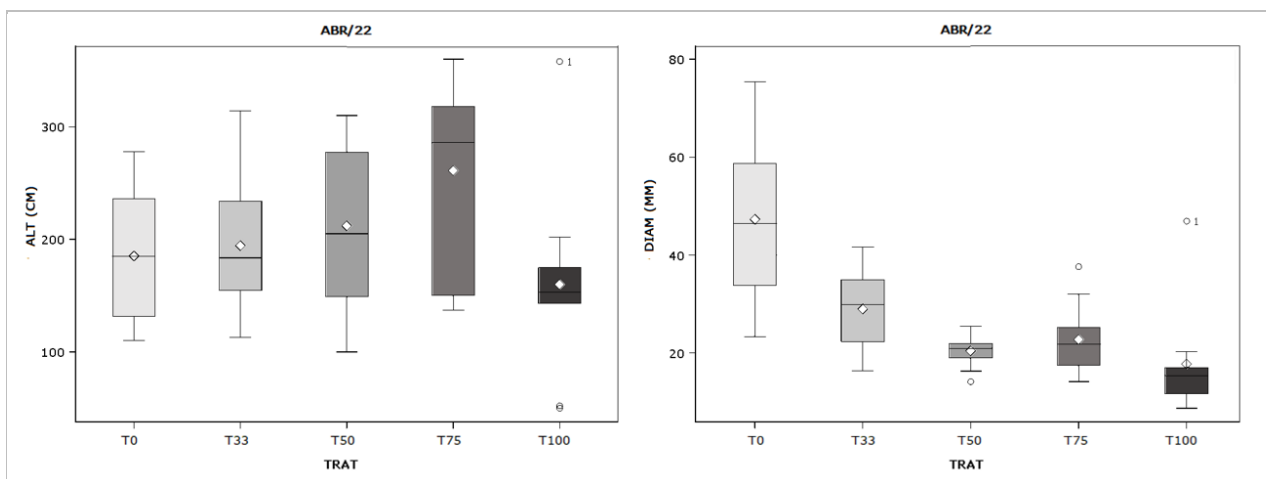 ABR/22
ALT (CM)
300
200
100
1
T0 T33 T50 T75 T100
TRAT
ABR/22
DIAM (MM)
80
60
40
20
1
T0 T33 T50 T75 T100
TRAT